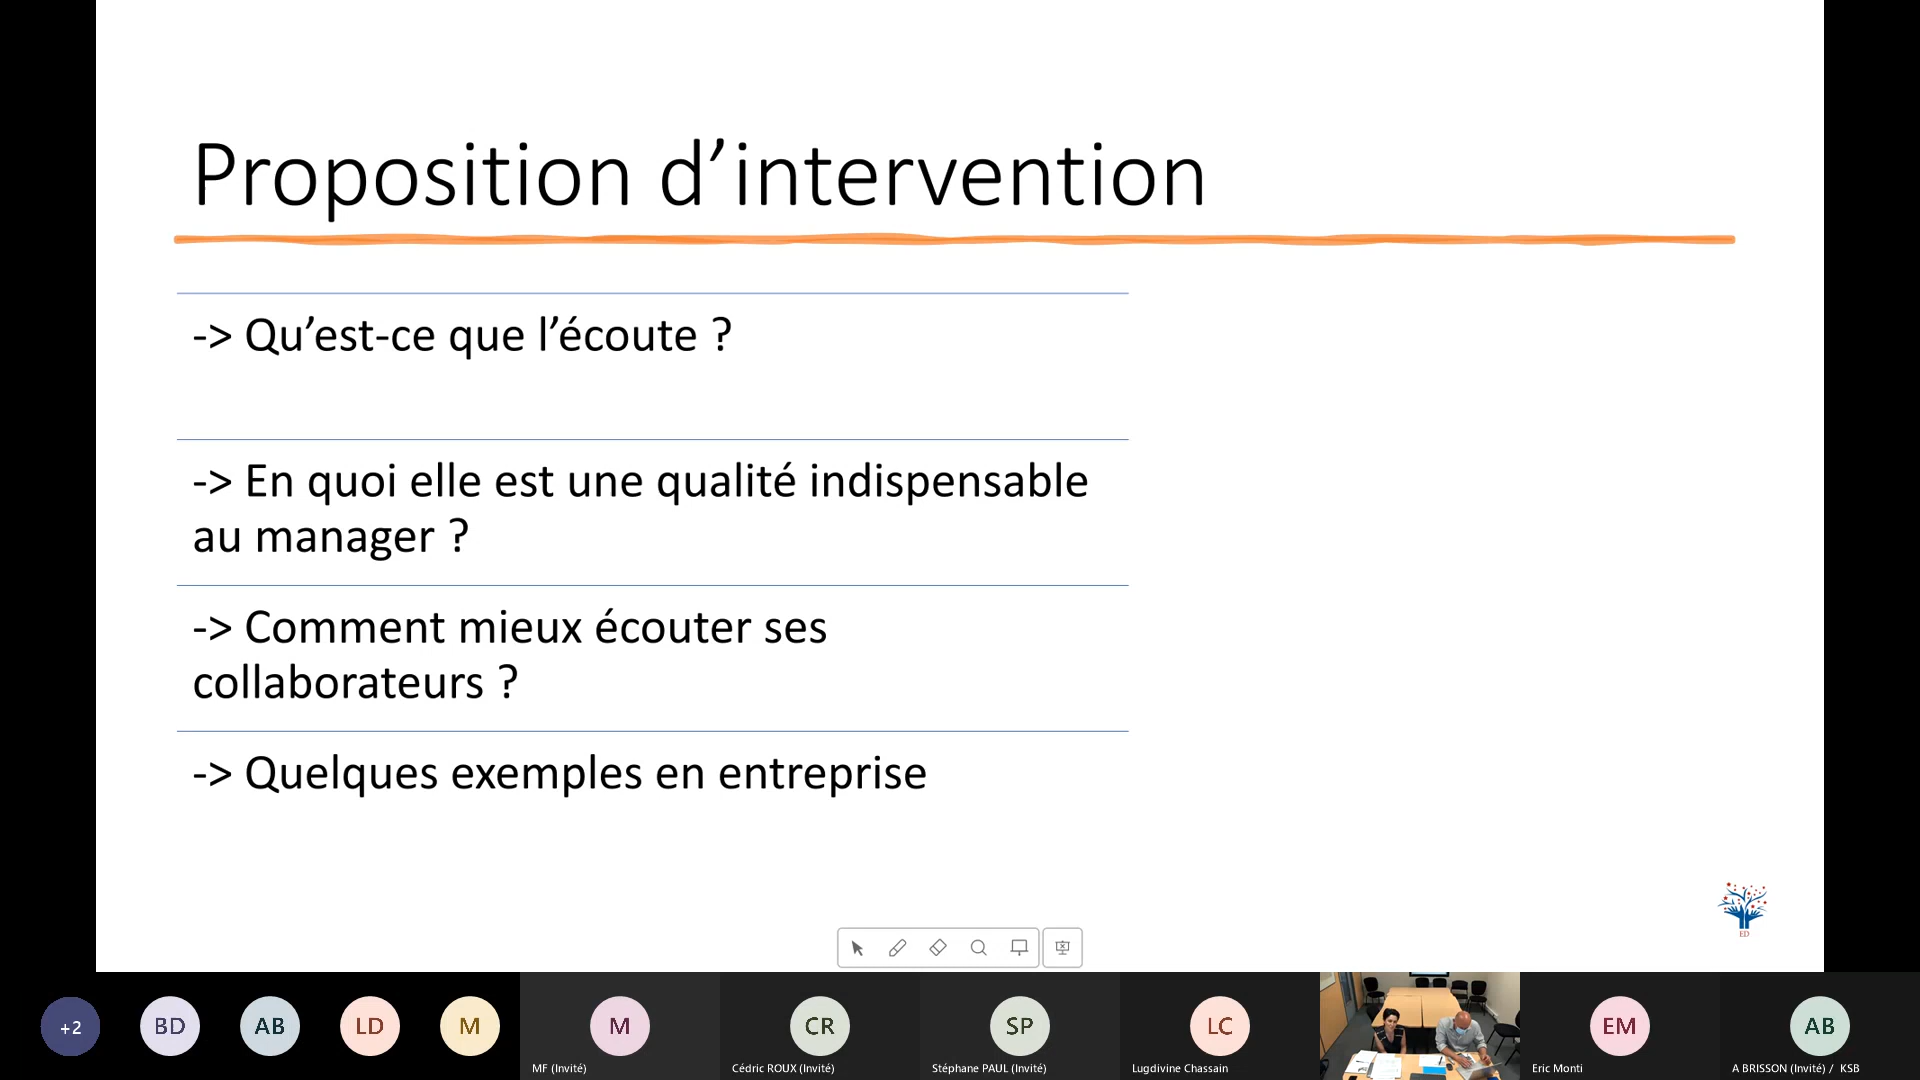 Proposition d’intervention
-> Qu’est-ce que l’écoute ?
-> En quoi elle est une qualité indispensable
au manager ?
-> Comment mieux écouter ses
collaborateurs ?
-> Quelques exemples en entreprise
ED
+2
BD
AB
LD
M
M
CR
SP
LC
EM
AB
MF (Invité)
Cédric ROUX (Invité)
Stéphane PAUL (Invité)
Lugdivine Chassain
Eric Monti
A BRISSON (Invité) / KSB